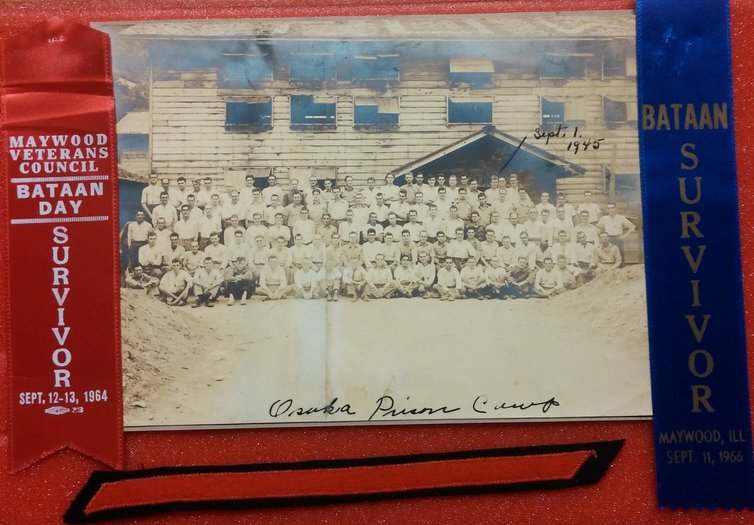 MAYWOOD
VETERANS
COUNCIL
BATAAN
DAY
SURVIVOR
SEPT. 12-13, 1964
Sept. 1.
1945
Osaka Prison Camp
BATAAN
SURVIVOR
MAYWOOD, ILL
SEPT. 11, 1966